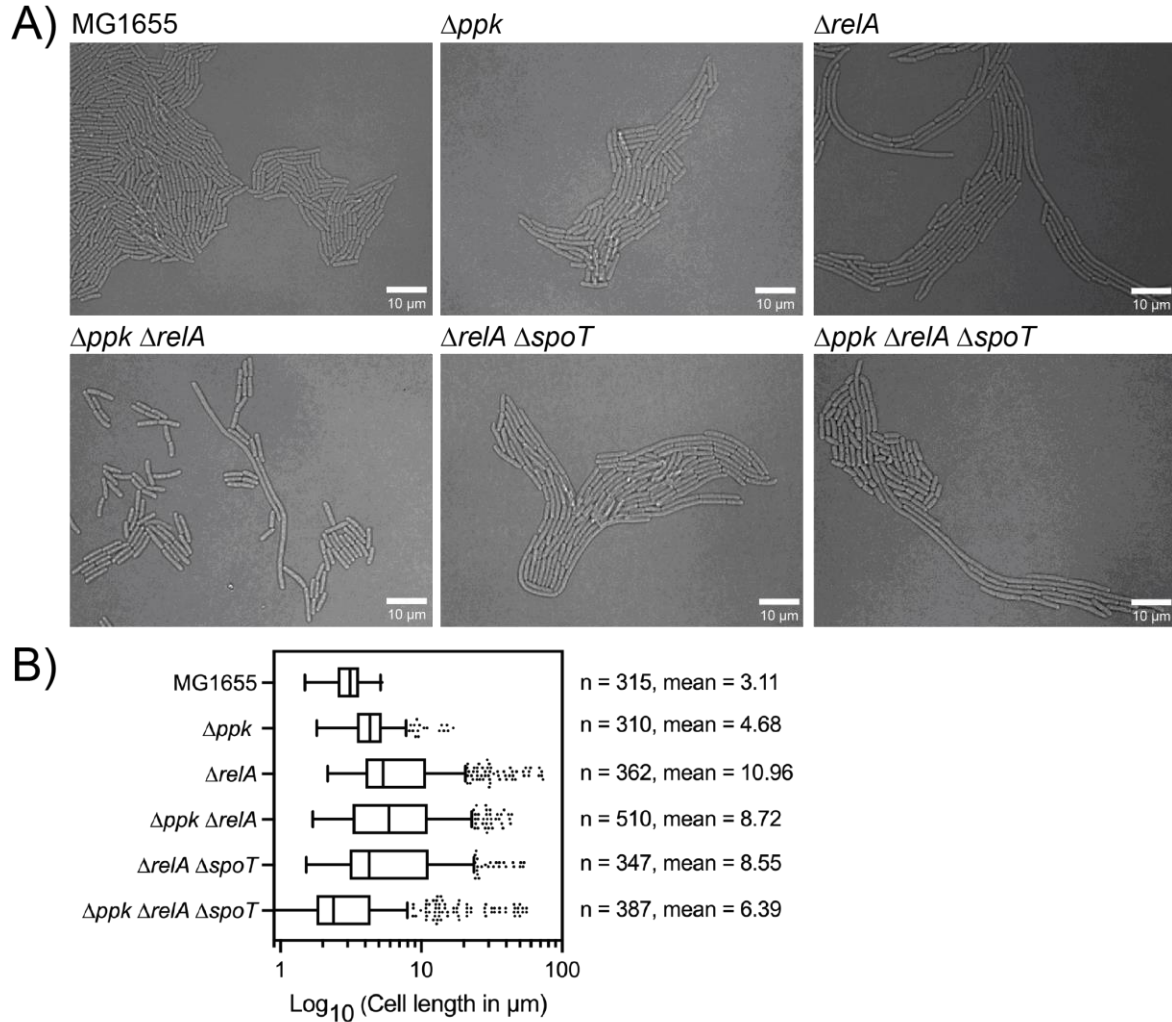 A)
MG1655
Δppk
ΔrelA
10 µm
10 µm
10 µm
Δppk ΔrelA
ΔrelA ΔspoT
Δppk ΔrelA ΔspoT
10 µm
10 µm
10 µm
B)
MG1655
n = 315, mean = 3.11
Δppk
n = 310, mean = 4.68
ΔrelA
n = 362, mean = 10.96
Δppk ΔrelA
n = 510, mean = 8.72
ΔrelA ΔspoT
n = 347, mean = 8.55
Δppk ΔrelA ΔspoT
n = 387, mean = 6.39
1
10
100
Log10 (Cell length in µm)